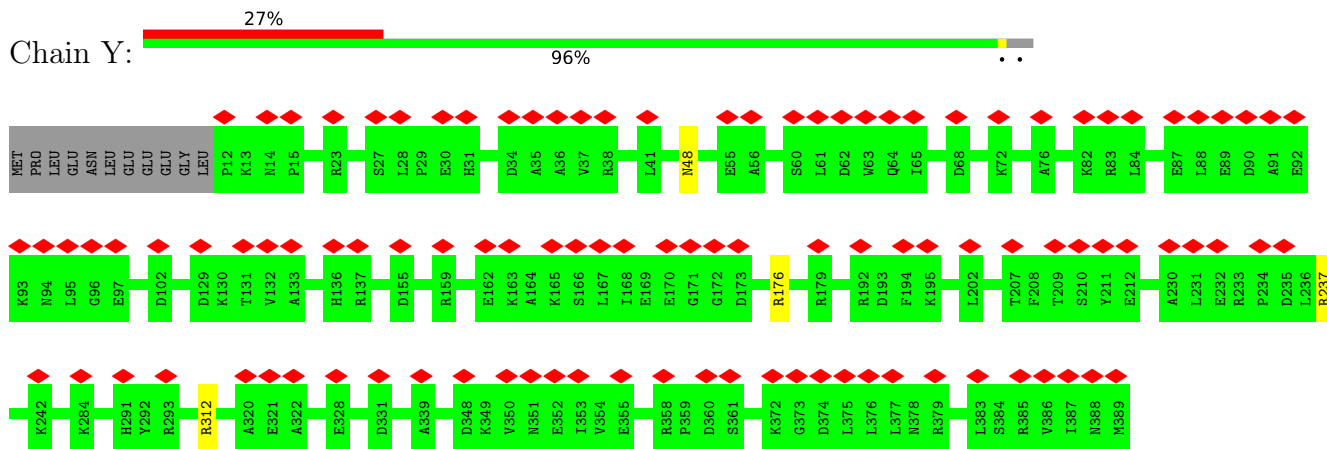 27%
Chain Y:
96%
. .
MET PRO LEU GLU ASN LEU GLU GLU GLU GLY LEU P12 K13 N14 P15 R23 S27 L28 P29 E30 H31 D34 A35 A36 V37 R38 L41 N48 E55 A56 S60 L61 D62 W63 Q64 I65 D68 K72 A76 K82 R83 L84 E87 L88 E89 D90 A91 E92
K93 N94 L95 G96 E97 D102 D129 K130 T131 V132 A133 H136 R137 D155 R159 E162 K163 A164 K165 S166 L167 I168 E169 E170 G171 G172 D173 R176 R179 R192 D193 F194 K195 L202 T207 F208 T209 S210 Y211 E212 A230 L231 E232 R233 P234 D235 L236 R237
K242 K284 H291 Y292 R293 R312 A320 E321 A322 E328 D331 A339 D348 K349 V350 N351 E352 I353 V354 E355 R358 P359 D360 S361 K372 G373 D374 L375 L376 L377 N378 R379 L383 S384 R385 V386 I387 N388 M389